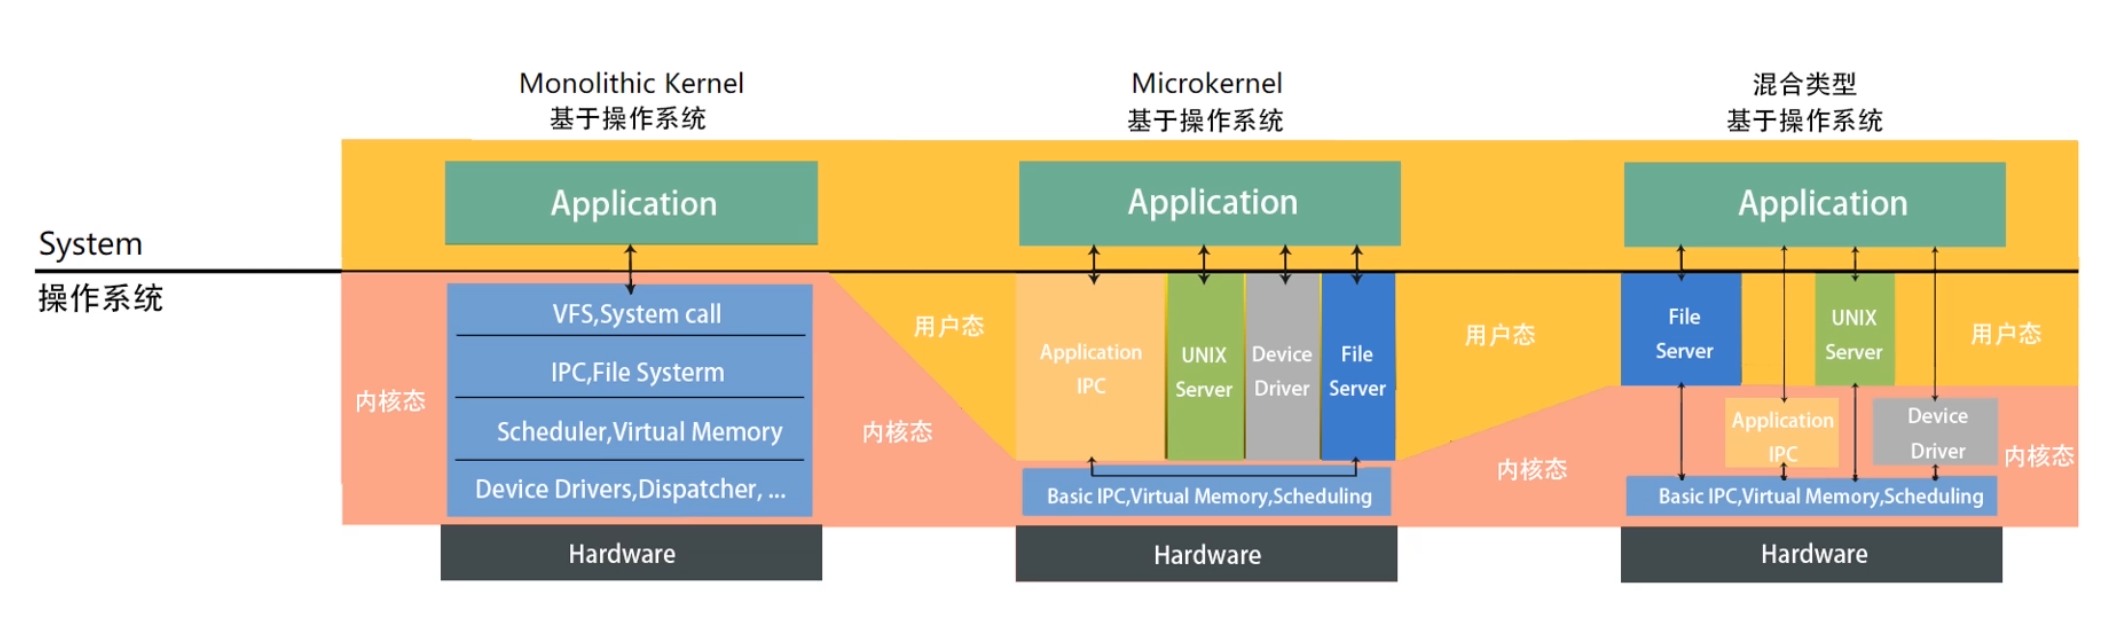 Monolithic Kernel
基于操作系统
Microkernel
基于操作系统
混合类型
基于操作系统
System
操作系统
Application
VFS,System call
IPC,File Systerm
Scheduler,Virtual Memory
Device Drivers,Dispatcher, ...
Hardware
内核态
内核态
用户态
Application
Application
IPC
UNIX
Server
Device
Driver
File
Server
Basic IPC,Virtual Memory,Scheduling
Hardware
用户态
内核态
Application
File
Server
UNIX
Server
用户态
Application
IPC
Device
Driver
内核态
Basic IPC,Virtual Memory,Scheduling
Hardware